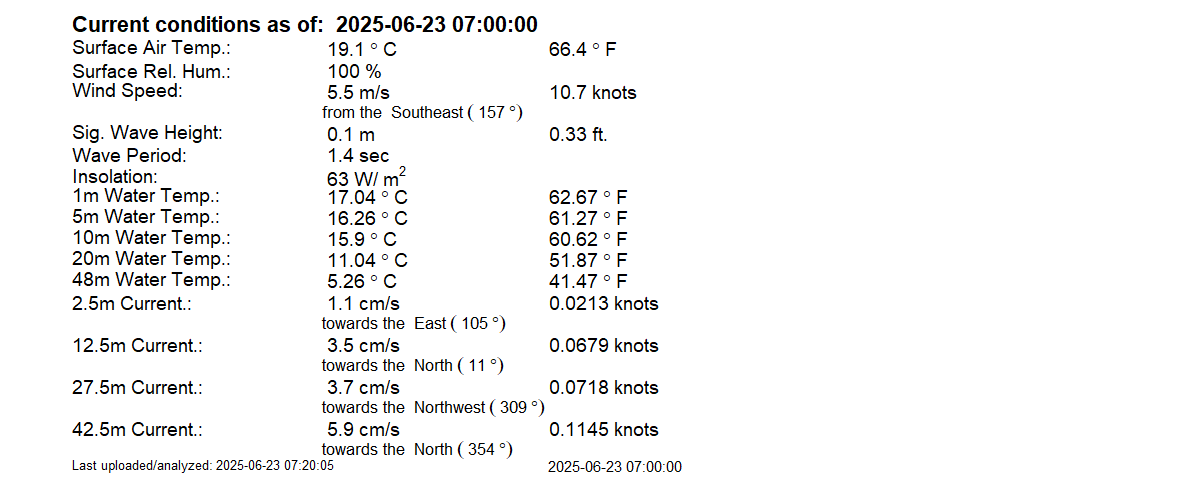 Current conditions as of: 2025-06-23 07:00:00
Surface Air Temp.: 19.1 ° C 66.4 ° F
Surface Rel. Hum.: 100 %
Wind Speed: 5.5 m/s 10.7 knots
from the Southeast ( 157 °)
Sig. Wave Height: 0.1 m 0.33 ft.
Wave Period: 1.4 sec
Insolation: 63 W/ m²
1m Water Temp.: 17.04 ° C 62.67 ° F
5m Water Temp.: 16.26 ° C 61.27 ° F
10m Water Temp.: 15.9 ° C 60.62 ° F
20m Water Temp.: 11.04 ° C 51.87 ° F
48m Water Temp.: 5.26 ° C 41.47 ° F
2.5m Current.: 1.1 cm/s 0.0213 knots
towards the East ( 105 °)
12.5m Current.: 3.5 cm/s 0.0679 knots
towards the North ( 11 °)
27.5m Current.: 3.7 cm/s 0.0718 knots
towards the Northwest ( 309 °)
42.5m Current.: 5.9 cm/s 0.1145 knots
towards the North ( 354 °)
Last uploaded/analyzed: 2025-06-23 07:20:05 2025-06-23 07:00:00